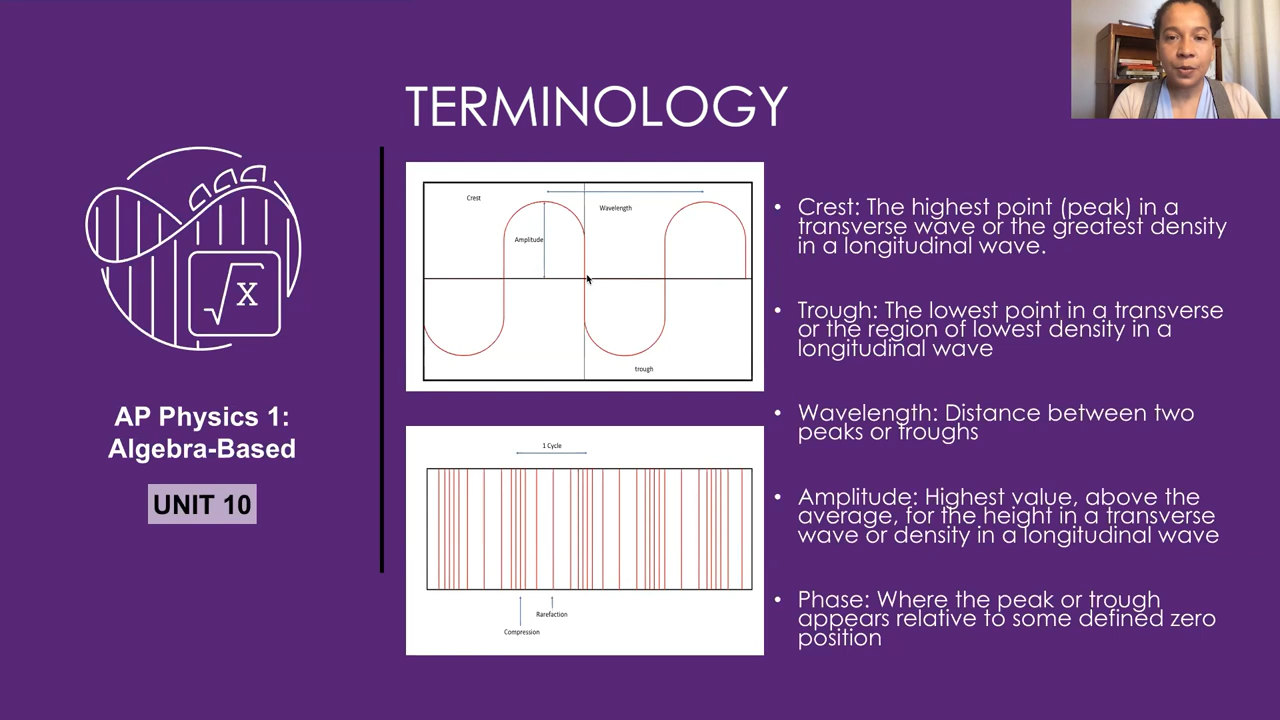 TERMINOLOGY
√x
AP Physics 1:
Algebra-Based
UNIT 10
Crest
Wavelength
Amplitude
trough
1 Cycle
Rarefaction
Compression
• Crest: The highest point (peak) in a
transverse wave or the greatest density
in a longitudinal wave.
• Trough: The lowest point in a transverse
or the region of lowest density in a
longitudinal wave
• Wavelength: Distance between two
peaks or troughs
• Amplitude: Highest value, above the
average, for the height in a transverse
wave or density in a longitudinal wave
• Phase: Where the peak or trough
appears relative to some defined zero
position